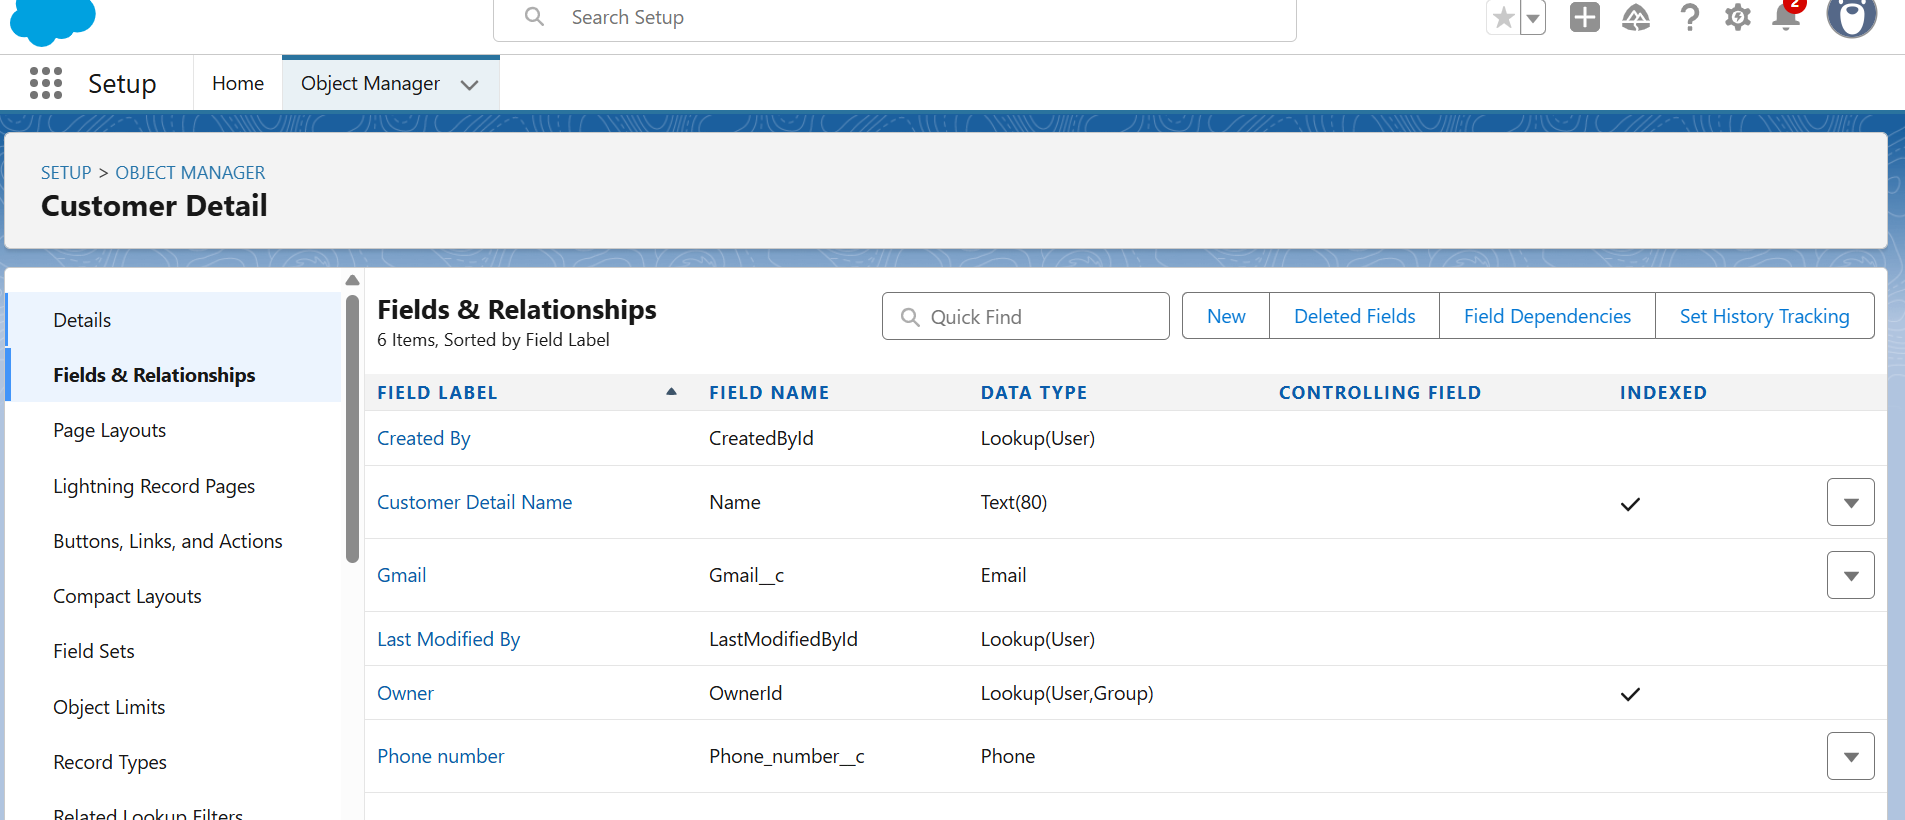 Search Setup
2
Setup Home Object Manager
SETUP > OBJECT MANAGER
Customer Detail
Details
Fields & Relationships
Page Layouts
Lightning Record Pages
Buttons, Links, and Actions
Compact Layouts
Field Sets
Object Limits
Record Types
Related Lookup Filters
Fields & Relationships
6 Items, Sorted by Field Label
Quick Find New Deleted Fields Field Dependencies Set History Tracking
FIELD LABEL FIELD NAME DATA TYPE CONTROLLING FIELD INDEXED
Created By CreatedById Lookup(User)
Customer Detail Name Name Text(80)
Gmail Gmail__c Email
Last Modified By LastModifiedById Lookup(User)
Owner OwnerId Lookup(User,Group)
Phone number Phone_number__c Phone